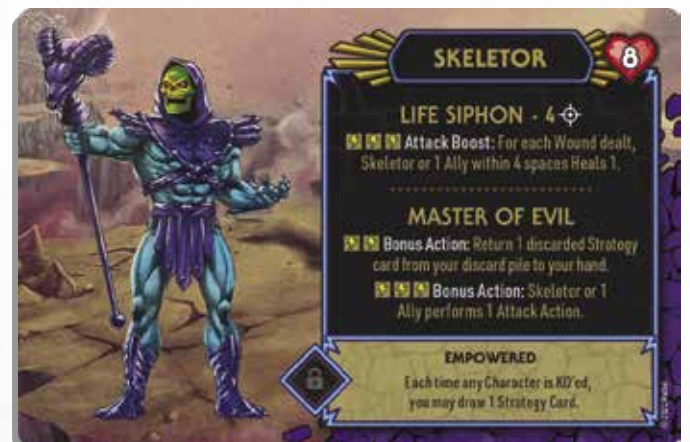 SKELETOR
8
LIFE SIPHON · 4
Attack Boost: For each Wound dealt,
Skeletor or 1 Ally within 4 spaces Heals 1.
MASTER OF EVIL
Bonus Action: Return 1 discarded Strategy
card from your discard pile to your hand.
Bonus Action: Skeletor or 1
Ally performs 1 Attack Action.
EMPOWERED
Each time any Character is KO'ed,
you may draw 1 Strategy Card.